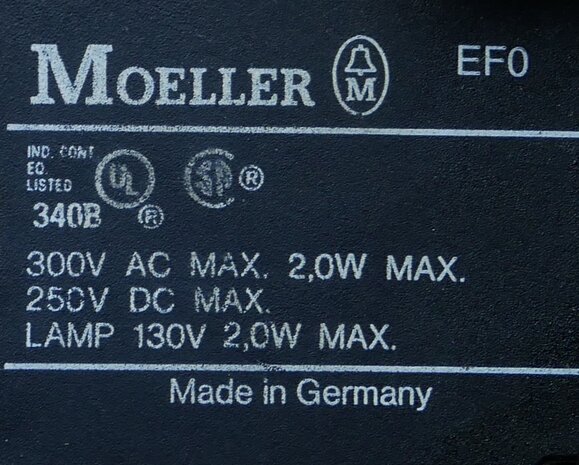 MOELLER M EF0
IND. CONT
EQ. UL SP ®
LISTED
340B ®
300V AC MAX. 2,0W MAX.
250V DC MAX.
LAMP 130V 2,0W MAX.
Made in Germany